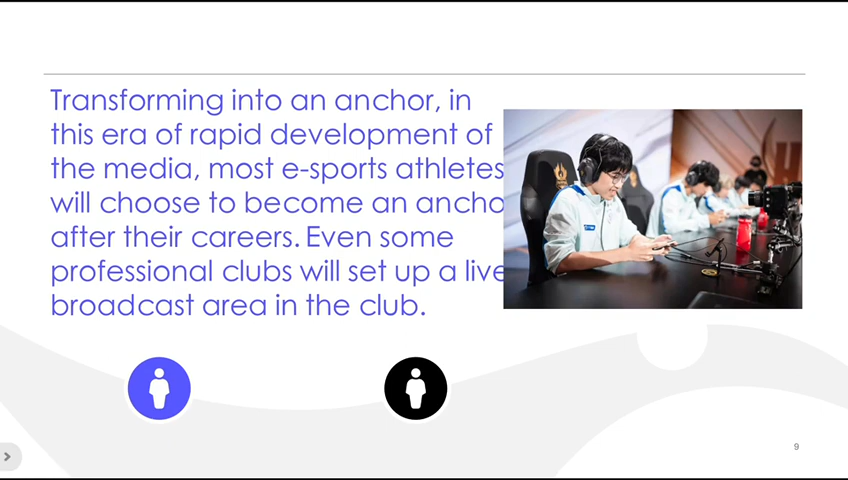 Transforming into an anchor, in
this era of rapid development of
the media, most e-sports athletes
will choose to become an ancho
after their careers. Even some
professional clubs will set up a live
broadcast area in the club.
9